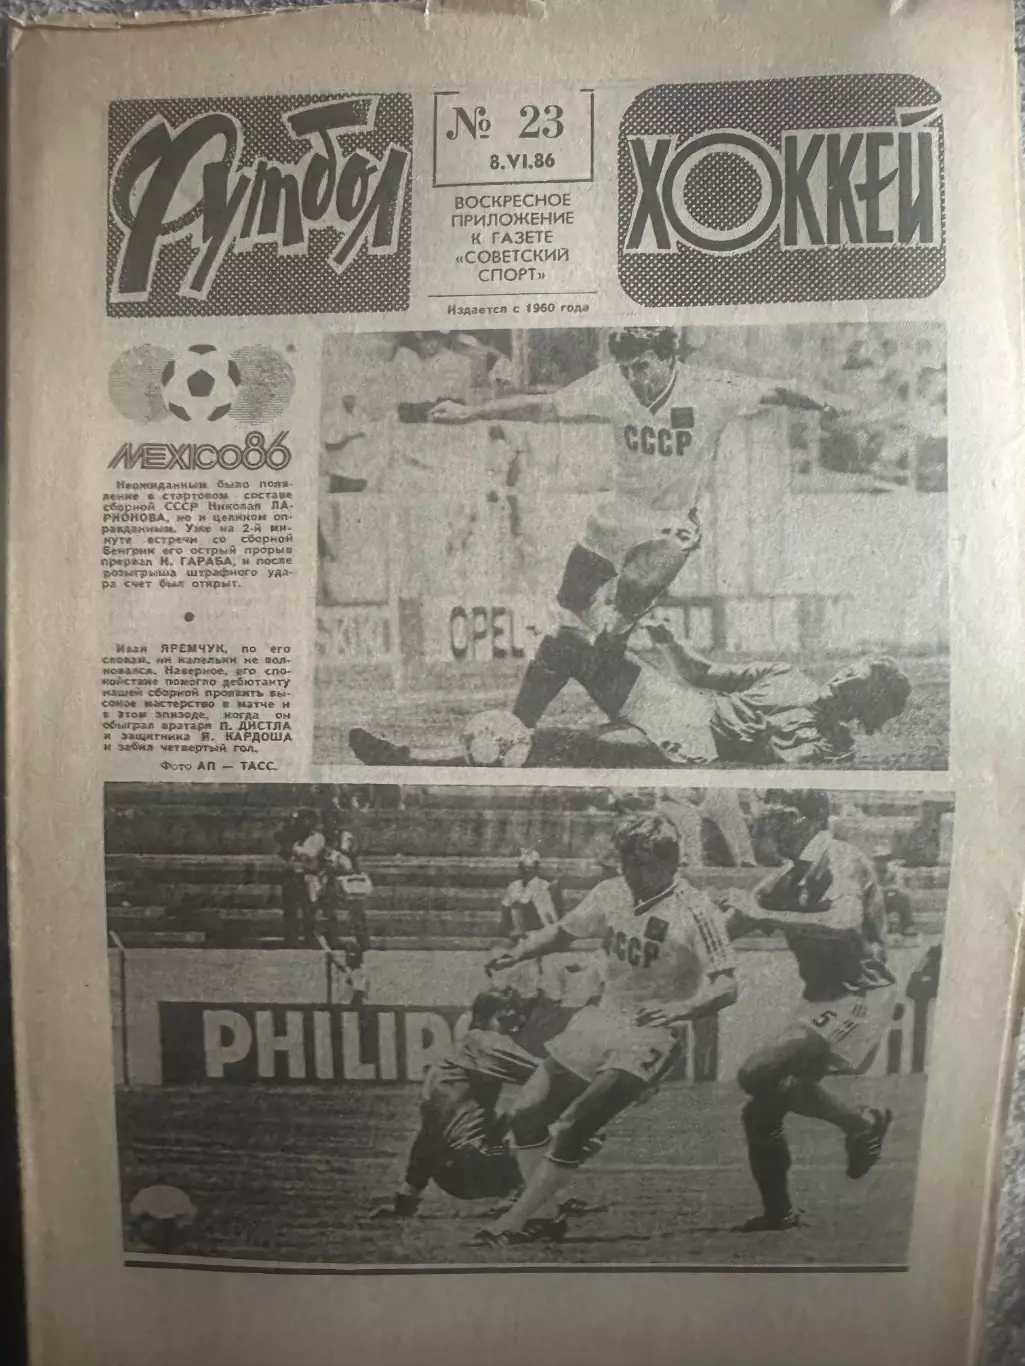 Футбол
№ 23
8.VI.86
ВОСКРЕСНОЕ
ПРИЛОЖЕНИЕ
К ГАЗЕТЕ
«СОВЕТСКИЙ
СПОРТ»
Издается с 1960 года
ХОККЕЙ
MEXICO86
Неожиданным было появ-
ление в стартовом составе
сборной СССР Николая ЛА-
РИОНОВА, но и целиком оп-
равданным. Уже на 2-й ми-
нуте встречи со сборной
Венгрии его острый прорыв
прервал И. ГАРАБА, и после
розыгрыша штрафного уда-
ра счет был открыт.
Иван ЯРЕМЧУК, по его
словам, ни капельки не вол-
новался. Наверное, его спо-
койствие помогло дебютанту
нашей сборной проявить вы-
сокое мастерство в матче и
в этом эпизоде, когда он
обыграл вратаря П. ДИСТЛА
и защитника КАРДОША
и забил четвертый гол.
Фото АП — ТАСС.
СССР
OPEL
СССР
PHILIPS
5